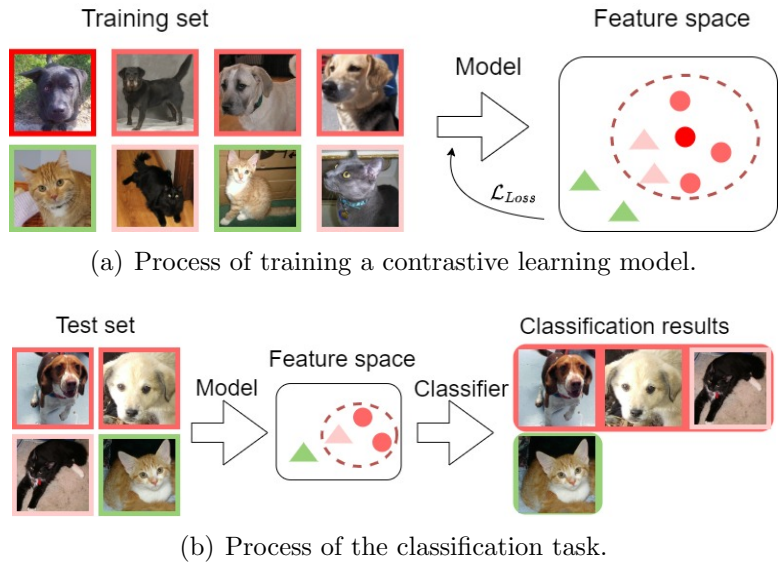 Training set
Feature space
Model
ℒ_Loss
(a) Process of training a contrastive learning model.
Test set
Classification results
Feature space
Model
Classifier
(b) Process of the classification task.